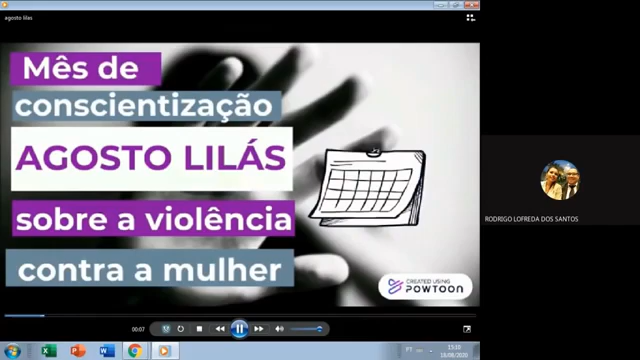 agosto lilas
Mês de
conscientização
AGOSTO LILÁS
sobre a violência
contra a mulher
CREATED USING
POWTOON
RODRIGO LOFREDA DOS SANTOS
00:07
PT
15:10
18/08/2020